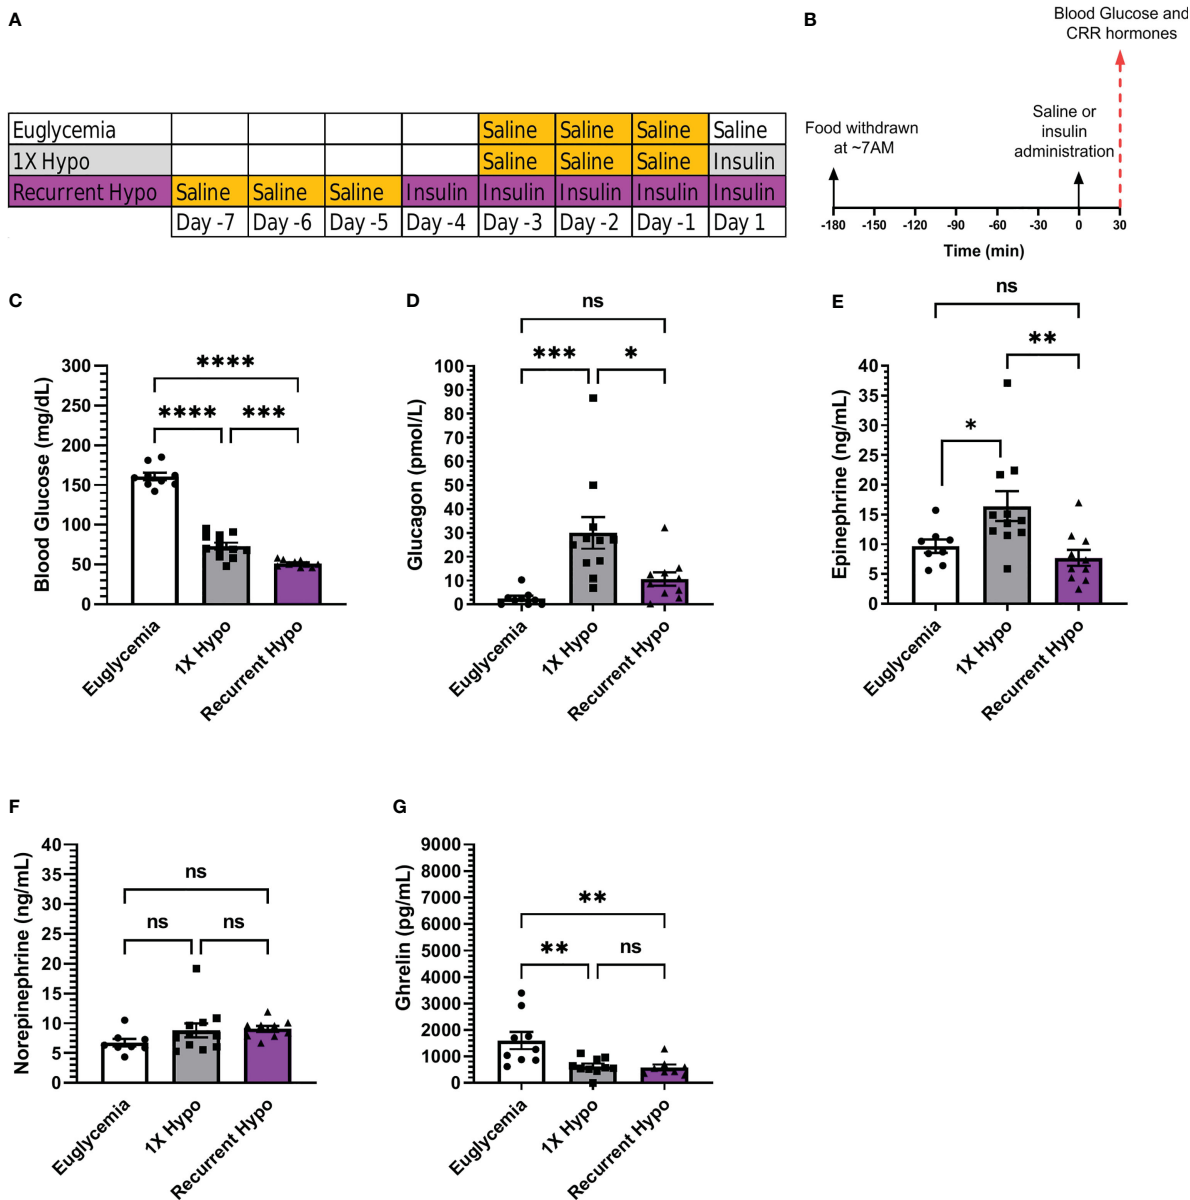 A
Euglycemia Saline Saline Saline Saline
1X Hypo Saline Saline Saline Insulin
Recurrent Hypo Saline Saline Saline Insulin Insulin Insulin Insulin Insulin
Day -7 Day -6 Day -5 Day -4 Day -3 Day -2 Day -1 Day 1
B
Blood Glucose and
CRR hormones
Food withdrawn
at ~7AM
Saline or
insulin
administration
-180 -150 -120 -90 -60 -30 0 30
Time (min)
C
**** 
**** ***
Blood Glucose (mg/dL)
300
250
200
150
100
50
0
Euglycemia
1X Hypo
Recurrent Hypo
D
ns
*** *
Glucagon (pmol/L)
100
90
80
70
60
50
40
30
20
10
0
Euglycemia
1X Hypo
Recurrent Hypo
E
ns
**
*
Epinephrine (ng/mL)
40
35
30
25
20
15
10
5
0
Euglycemia
1X Hypo
Recurrent Hypo
F
ns
ns ns
Norepinephrine (ng/mL)
40
35
30
25
20
15
10
5
0
Euglycemia
1X Hypo
Recurrent Hypo
G
**
** ns
Ghrelin (pg/mL)
9000
8000
7000
6000
5000
4000
3000
2000
1000
0
Euglycemia
1X Hypo
Recurrent Hypo